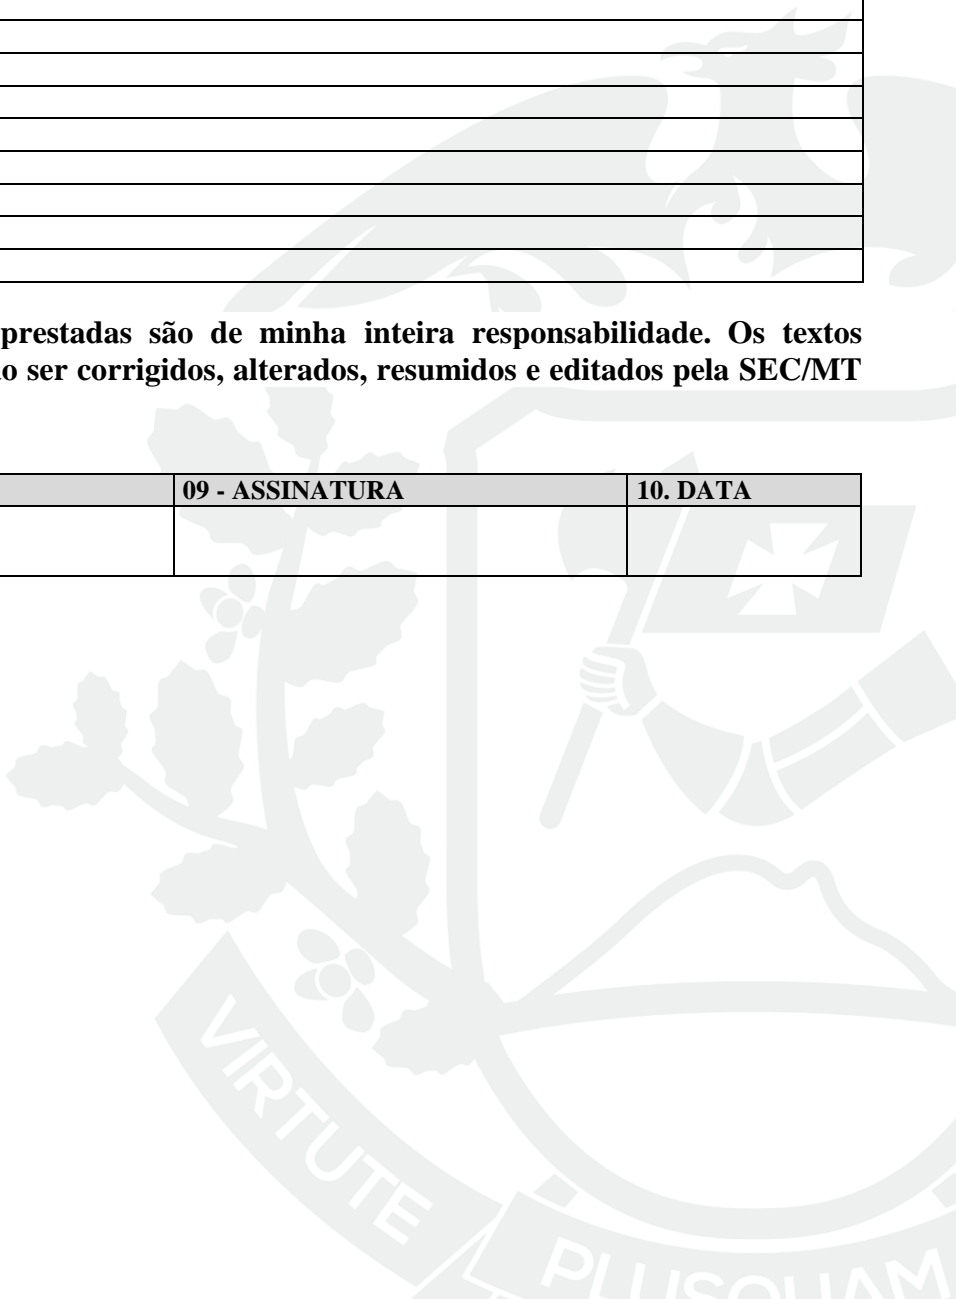 prestadas são de minha inteira responsabilidade. Os textos
ser corrigidos, alterados, resumidos e editados pela SEC/MT
09 - ASSINATURA 10. DATA
VIRTUTE
PLUSQUAM